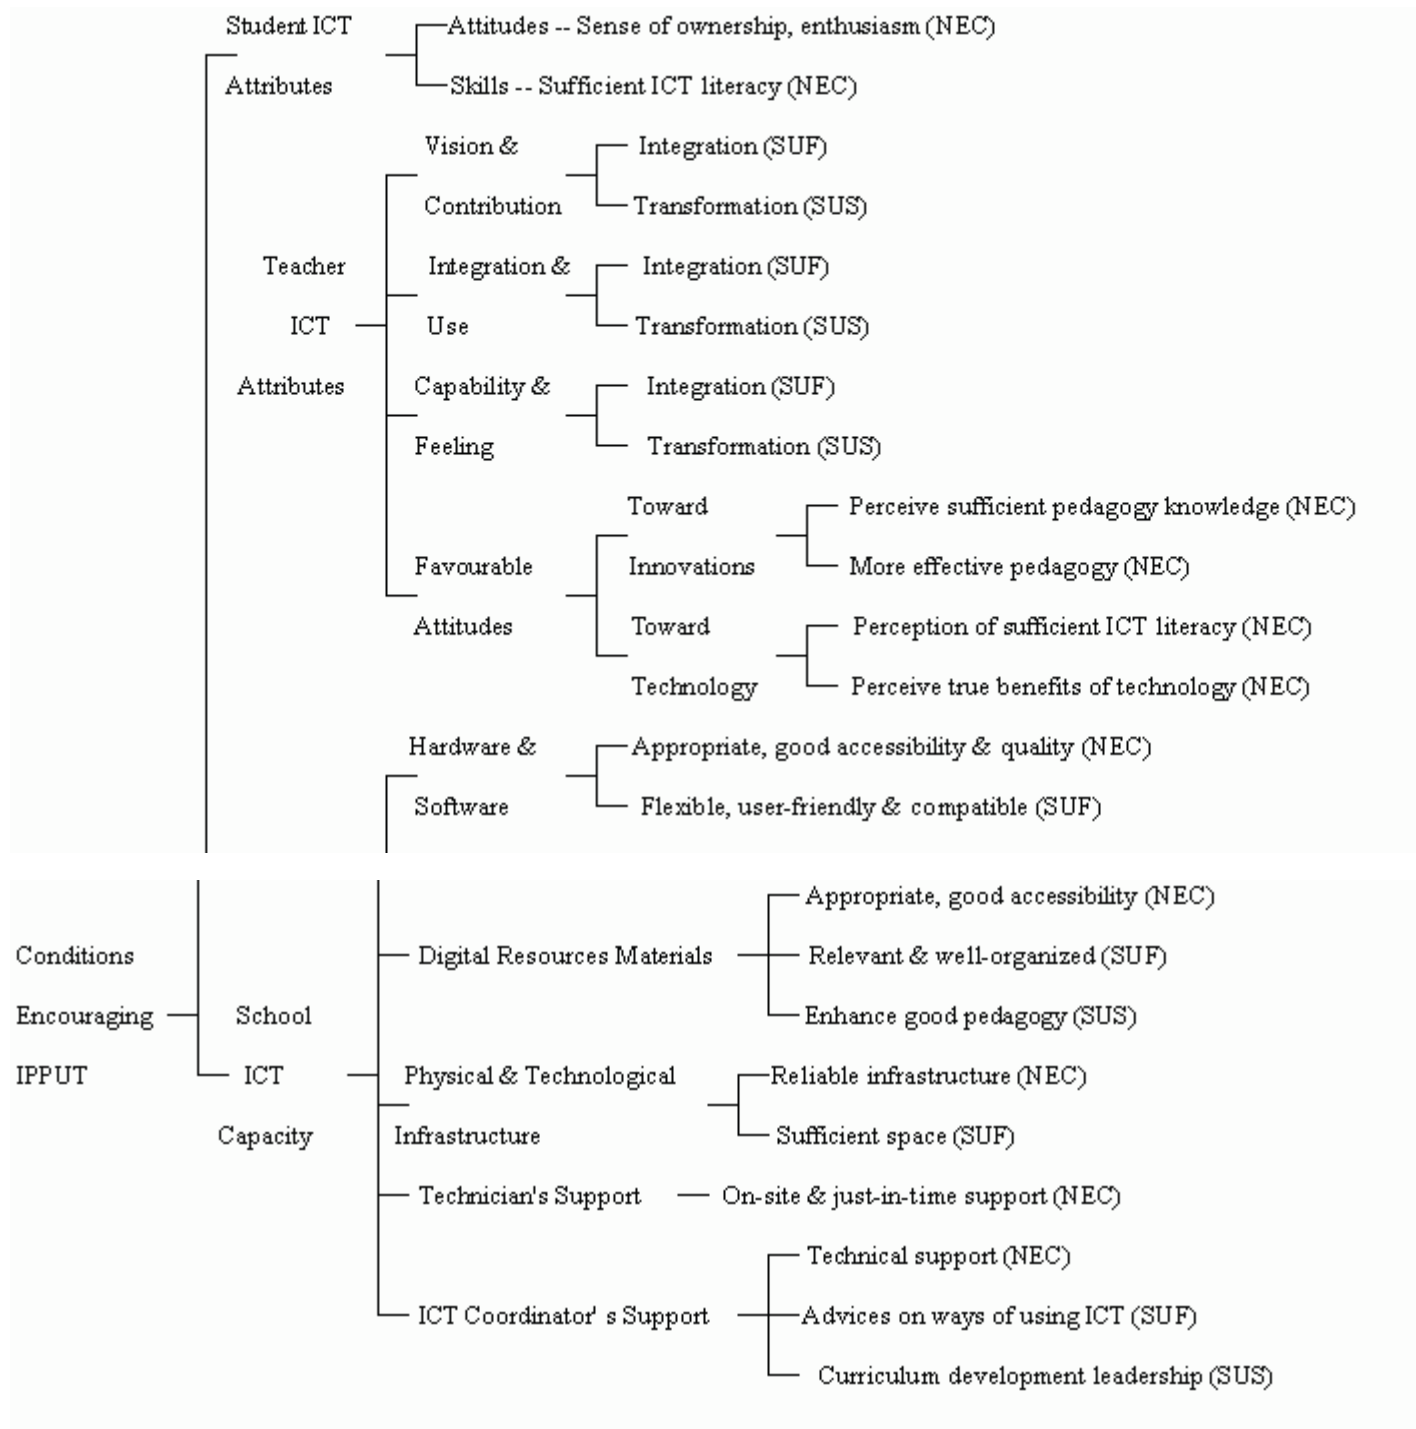 Student ICT
Attitudes -- Sense of ownership, enthusiasm (NEC)
Attributes
Skills -- Sufficient ICT literacy (NEC)
Vision &
Integration (SUF)
Contribution
Transformation (SUS)
Teacher
Integration &
Integration (SUF)
ICT
Use
Transformation (SUS)
Attributes
Capability &
Integration (SUF)
Feeling
Transformation (SUS)
Toward
Perceive sufficient pedagogy knowledge (NEC)
Favourable
Innovations
More effective pedagogy (NEC)
Attitudes
Toward
Perception of sufficient ICT literacy (NEC)
Technology
Perceive true benefits of technology (NEC)
Hardware &
Appropriate, good accessibility & quality (NEC)
Software
Flexible, user-friendly & compatible (SUF)
Appropriate, good accessibility (NEC)
Conditions
Digital Resources Materials
Relevant & well-organized (SUF)
Encouraging
School
Enhance good pedagogy (SUS)
IPPUT
ICT
Physical & Technological
Reliable infrastructure (NEC)
Capacity
Infrastructure
Sufficient space (SUF)
Technician's Support
On-site & just-in-time support (NEC)
Technical support (NEC)
ICT Coordinator' s Support
Advices on ways of using ICT (SUF)
Curriculum development leadership (SUS)